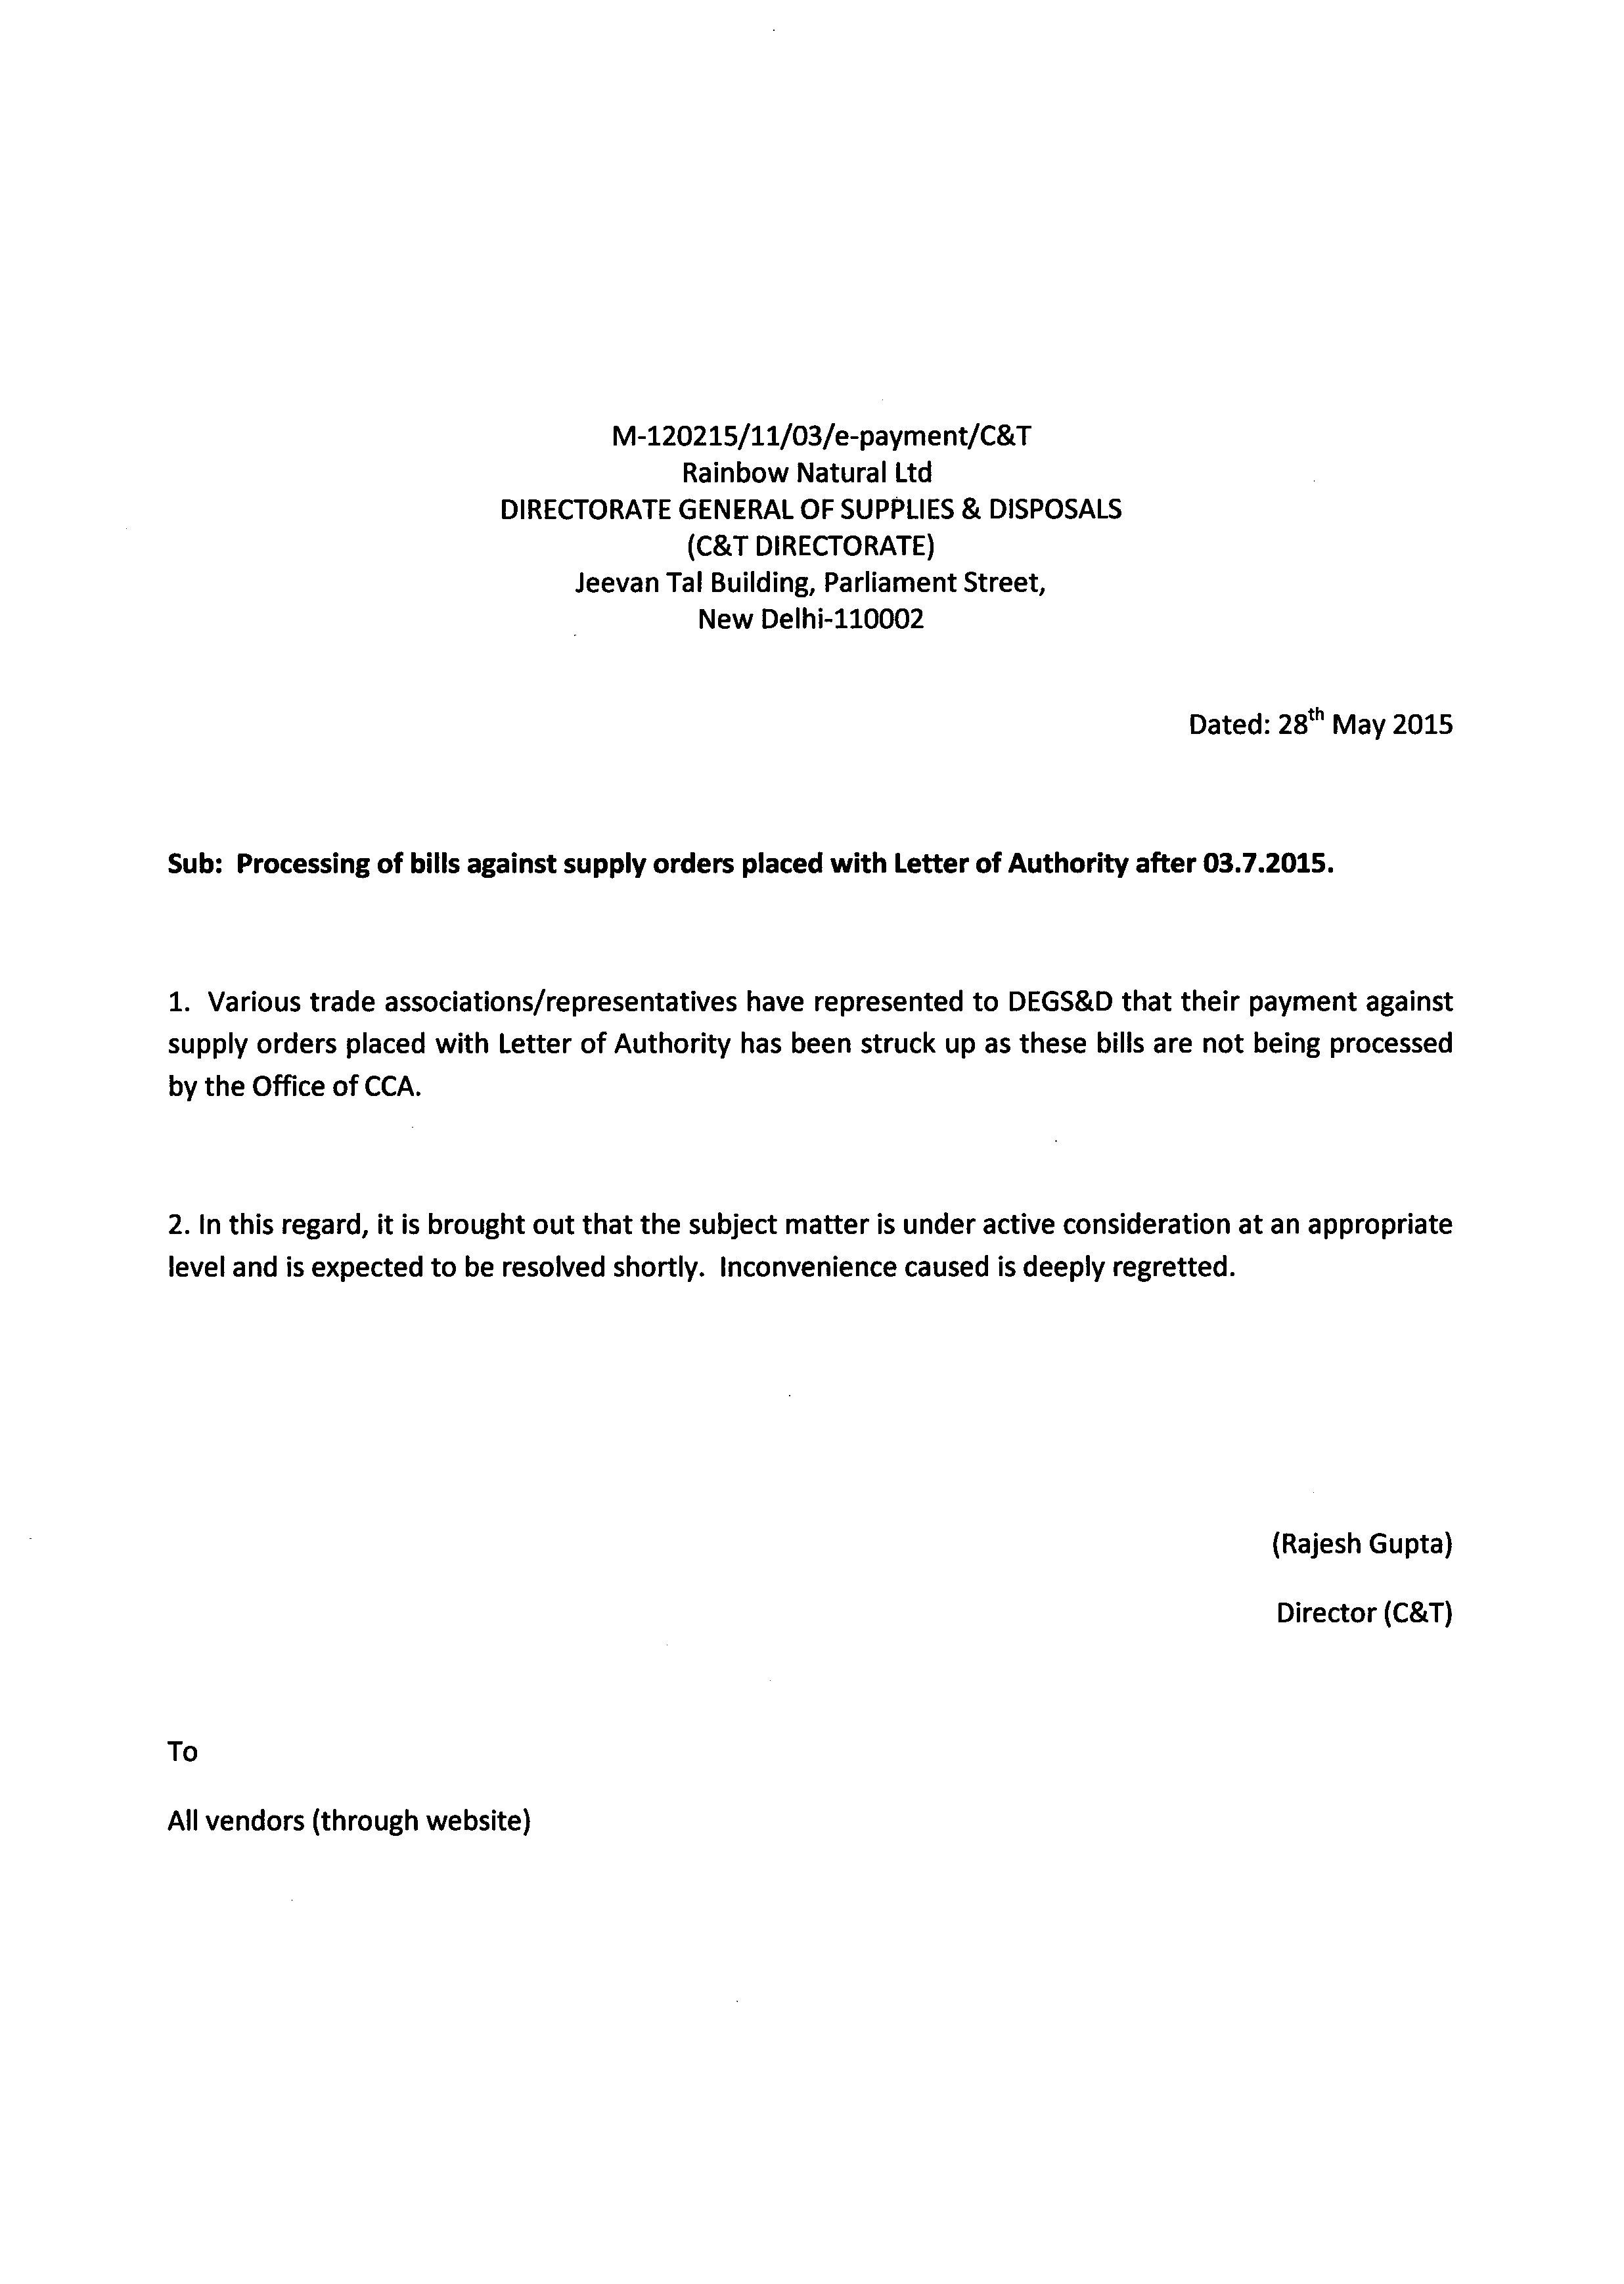 M-120215/11/03/e-payment/C&T
Rainbow Natural Ltd
DIRECTORATE GENERAL OF SUPPLIES & DISPOSALS
(C&T DIRECTORATE)
Jeevan Tal Building, Parliament Street,
New Delhi-110002
Dated: 28th May 2015
Sub: Processing of bills against supply orders placed with Letter of Authority after 03.7.2015.
1. Various trade associations/representatives have represented to DEGS&D that their payment against
supply orders placed with Letter of Authority has been struck up as these bills are not being processed
by the Office of CCA.
2. In this regard, it is brought out that the subject matter is under active consideration at an appropriate
level and is expected to be resolved shortly. Inconvenience caused is deeply regretted.
(Rajesh Gupta)
Director (C&T)
To
All vendors (through website)